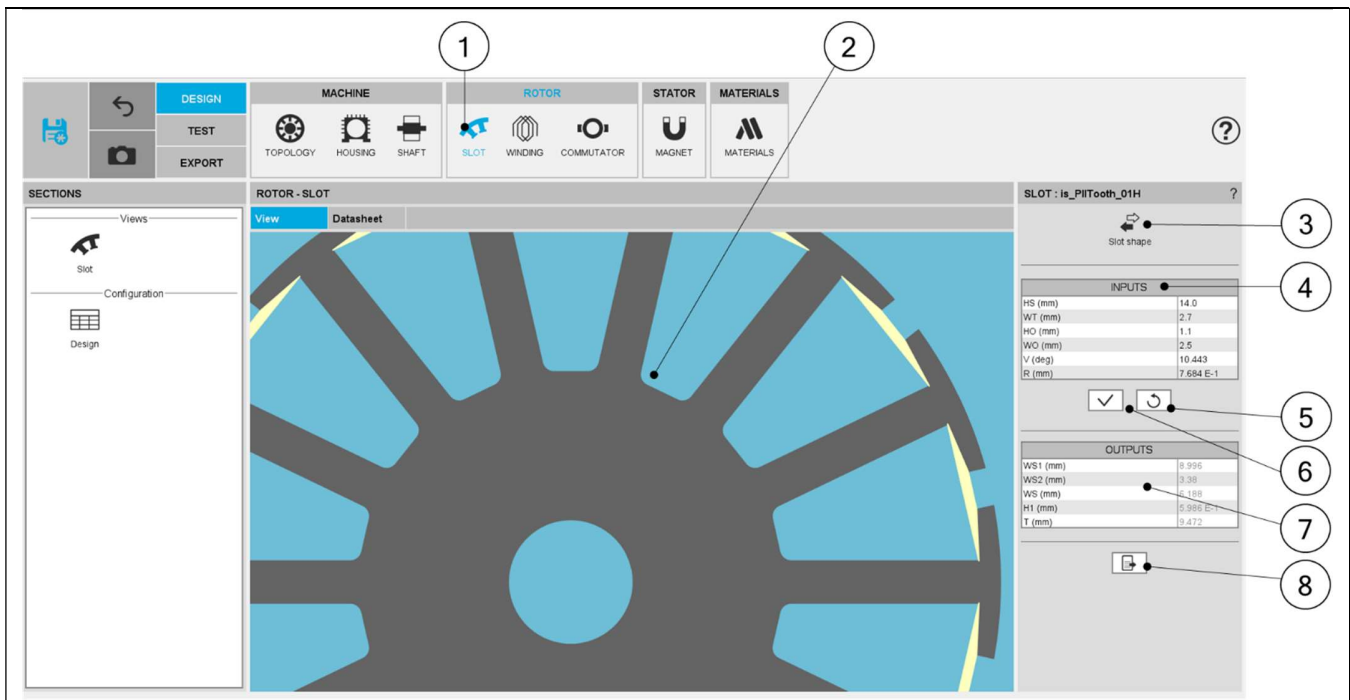 1
2
DESIGN
TEST
EXPORT
MACHINE
TOPOLOGY HOUSING SHAFT
ROTOR
SLOT WINDING COMMUTATOR
STATOR
MAGNET
MATERIALS
MATERIALS
?
SECTIONS
Views
Slot
Configuration
Design
ROTOR - SLOT
View Datasheet
SLOT : is_PllTooth_01H ?
Slot shape
3
INPUTS
4
HS (mm) 14.0
WT (mm) 2.7
HO (mm) 1.1
WO (mm) 2.5
V (deg) 10.443
R (mm) 7.684 E-1
5
6
OUTPUTS
WS1 (mm) 8.996
WS2 (mm) 3.38
WS (mm) 6.188
H1 (mm) 5.986 E-1
T (mm) 9.472
7
8